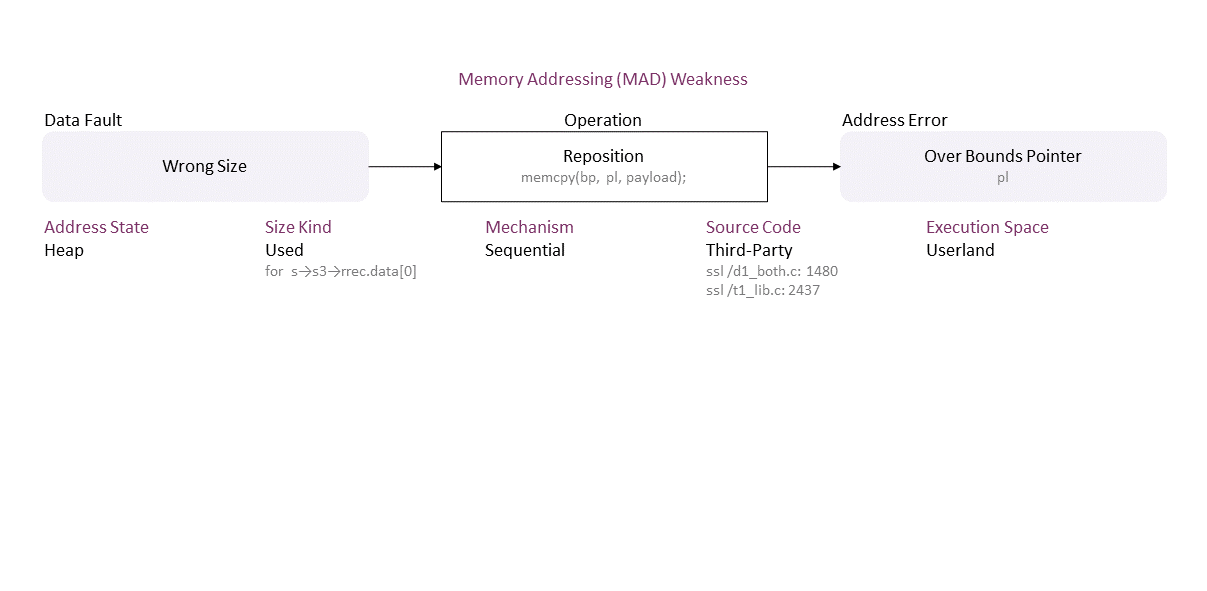 Memory Addressing (MAD) Weakness
Data Fault
Operation
Address Error
Wrong Size
Reposition
memcpy(bp, pl, payload);
Over Bounds Pointer
pl
Address State
Heap
Size Kind
Used
for s→s3→rrec.data[0]
Mechanism
Sequential
Source Code
Third-Party
ssl /d1_both.c: 1480
ssl /t1_lib.c: 2437
Execution Space
Userland